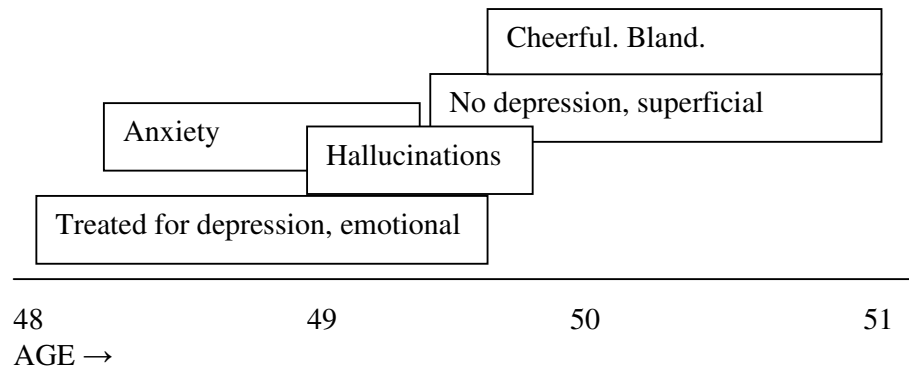 Cheerful. Bland.
No depression, superficial
Anxiety
Hallucinations
Treated for depression, emotional
48 49 50 51
AGE →